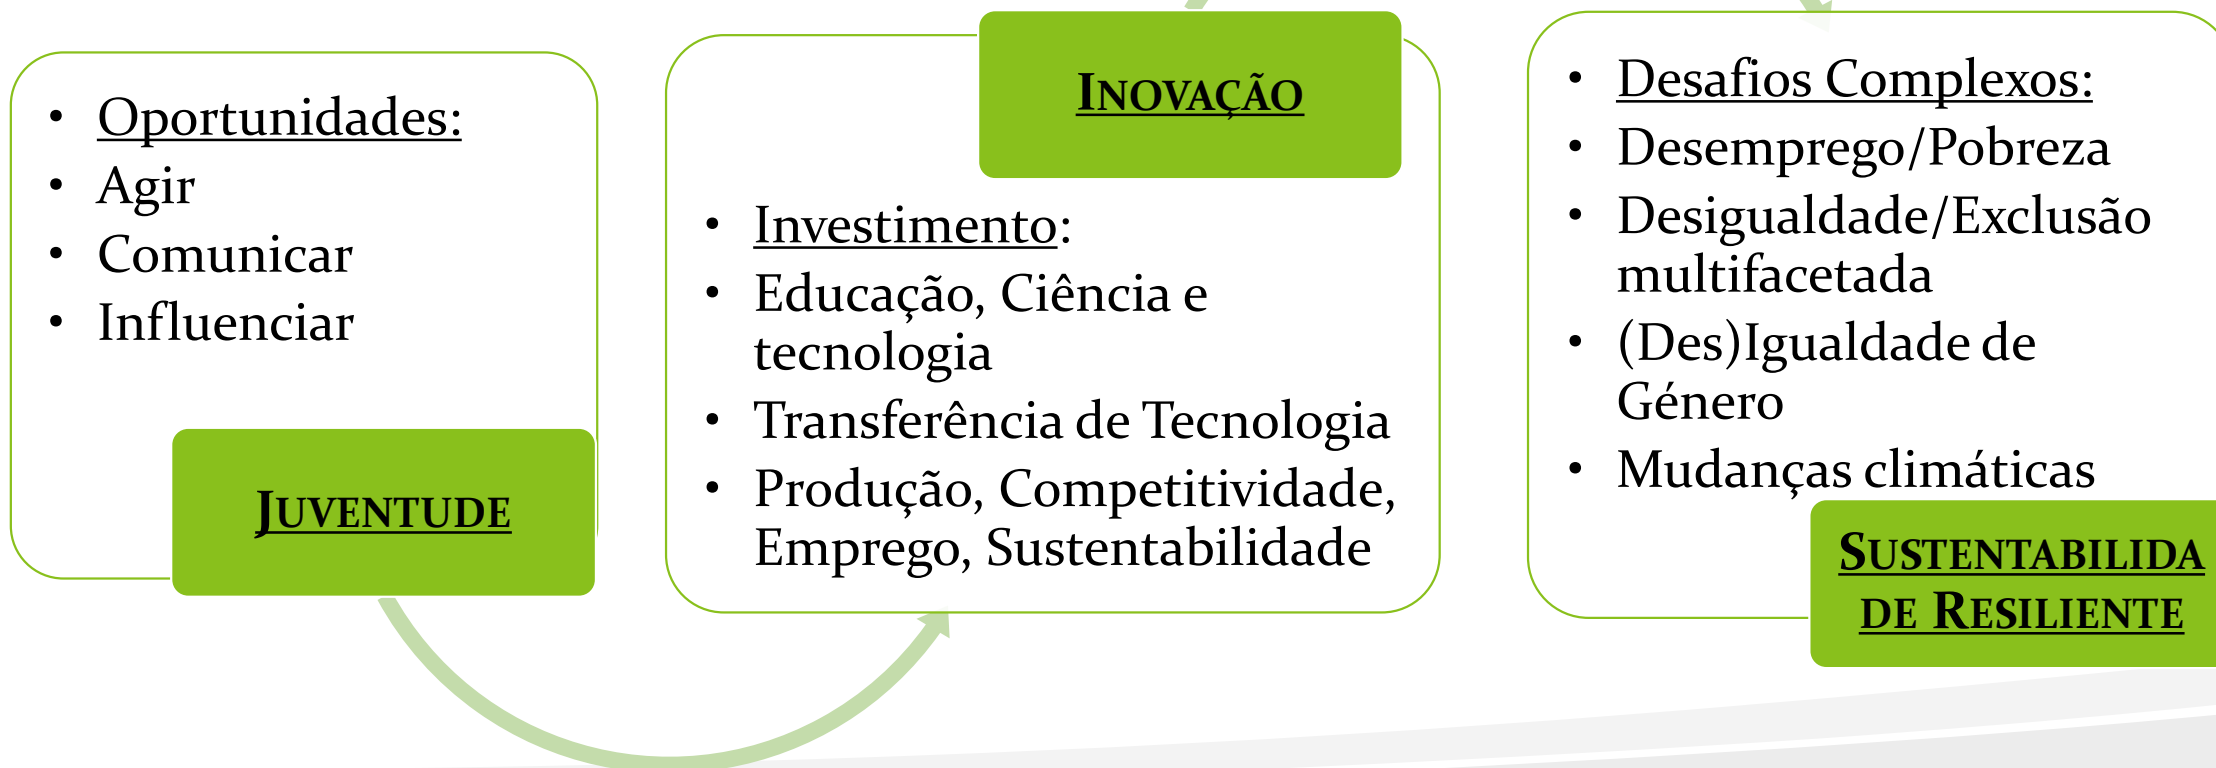 • Oportunidades:
• Agir
• Comunicar
• Influenciar
JUVENTUDE
INOVAÇÃO
• Investimento:
• Educação, Ciência e
tecnologia
• Transferência de Tecnologia
• Produção, Competitividade,
Emprego, Sustentabilidade
• Desafios Complexos:
• Desemprego/Pobreza
• Desigualdade/Exclusão
multifacetada
• (Des)Igualdade de
Género
• Mudanças climáticas
SUSTENTABILIDA
DE RESILIENTE